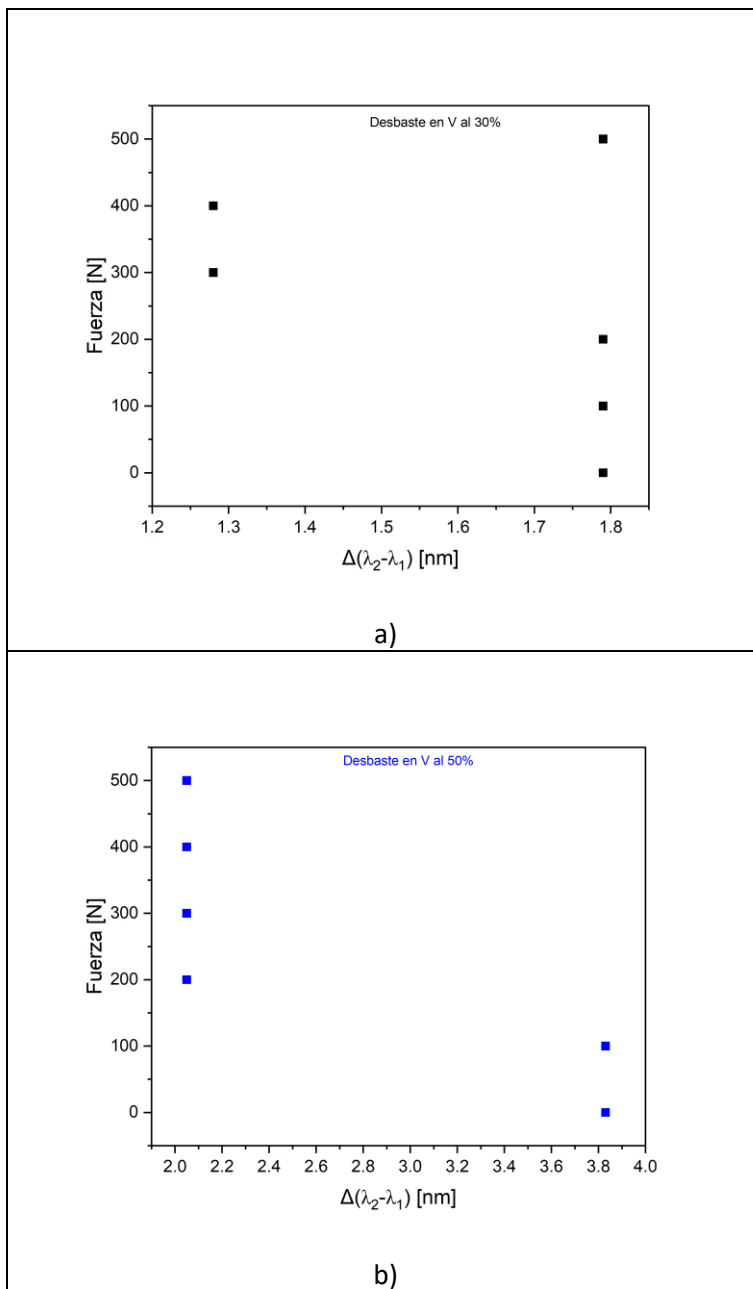 Desbaste en V al 30%
500
400
300
200
100
0
Fuerza [N]
1.2 1.3 1.4 1.5 1.6 1.7 1.8
Δ(λ₂-λ₁) [nm]
a)
Desbaste en V al 50%
500
400
300
200
100
0
Fuerza [N]
2.0 2.2 2.4 2.6 2.8 3.0 3.2 3.4 3.6 3.8 4.0
Δ(λ₂-λ₁) [nm]
b)